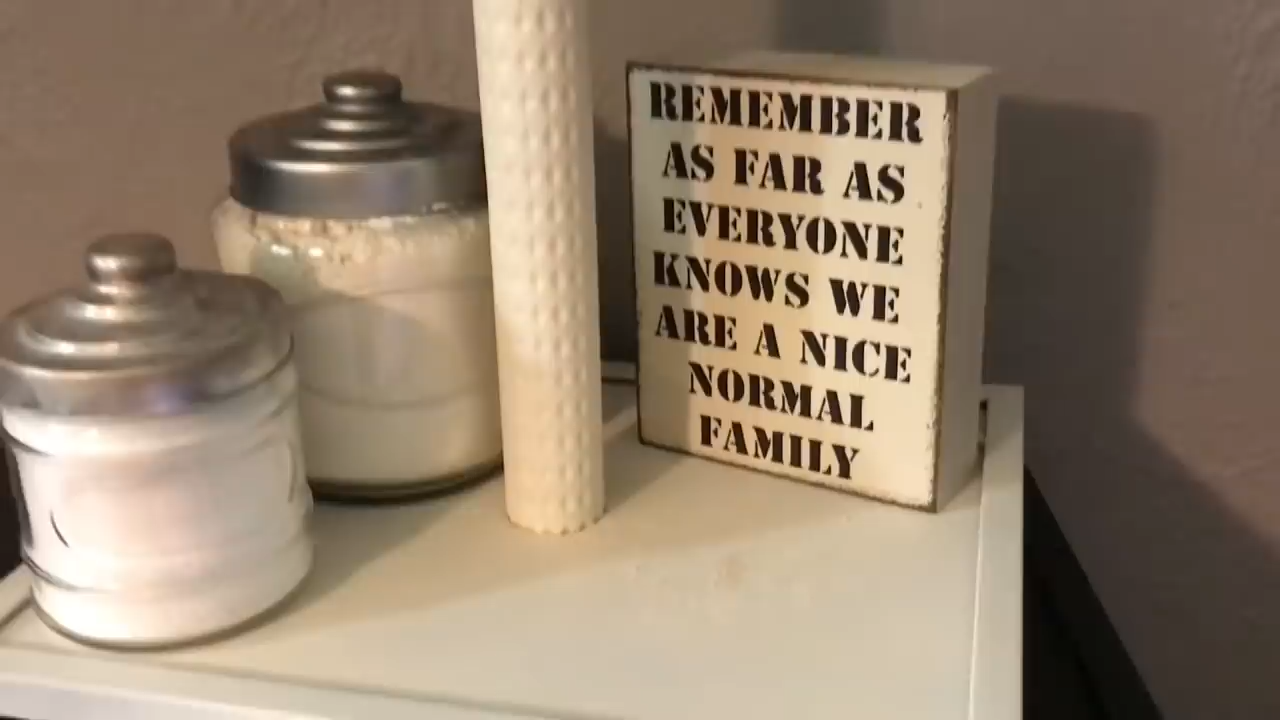 REMEMBER
AS FAR AS
EVERYONE
KNOWS WE
ARE A NICE
NORMAL
FAMILY